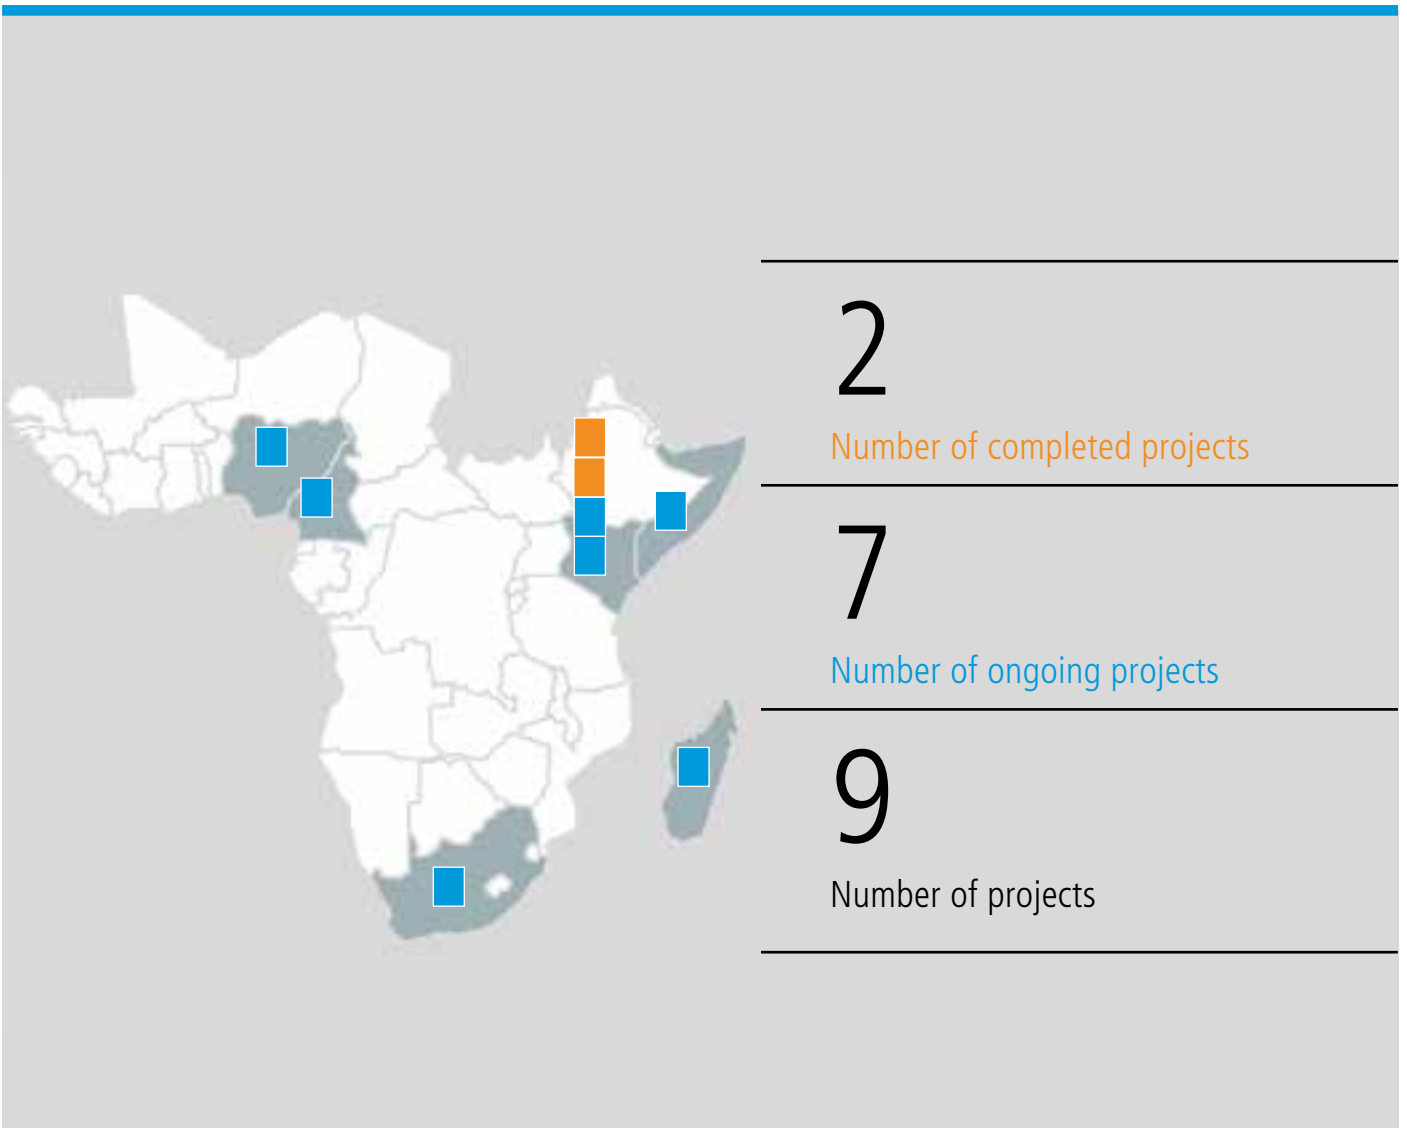 2
Number of completed projects
7
Number of ongoing projects
9
Number of projects